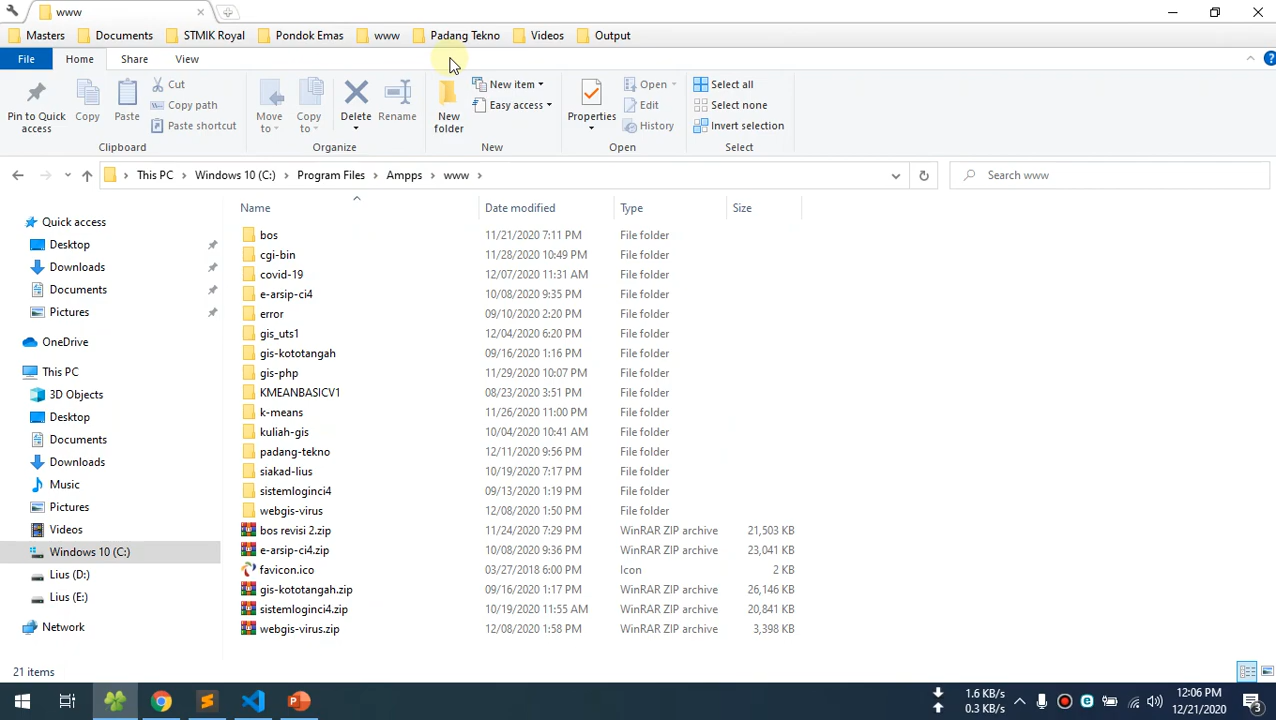 www
Masters Documents STMIK Royal Pondok Emas www Padang Tekno Videos Output
File Home Share View
Pin to Quick access
Copy
Paste
Cut
Copy path
Paste shortcut
Clipboard
Move to
Copy to
Delete
Rename
Organize
New folder
New item
Easy access
New
Properties
Open
Edit
History
Open
Select all
Select none
Invert selection
Select
This PC Windows 10 (C:) Program Files Ampps www
Search www
Quick access
Desktop
Downloads
Documents
Pictures
OneDrive
This PC
3D Objects
Desktop
Documents
Downloads
Music
Pictures
Videos
Windows 10 (C:)
Lius (D:)
Lius (E:)
Network
Name Date modified Type Size
bos 11/21/2020 7:11 PM File folder
cgi-bin 11/28/2020 10:49 PM File folder
covid-19 12/07/2020 11:31 AM File folder
e-arsip-ci4 10/08/2020 9:35 PM File folder
error 09/10/2020 2:20 PM File folder
gis_uts1 12/04/2020 6:20 PM File folder
gis-kototangah 09/16/2020 1:16 PM File folder
gis-php 11/29/2020 10:07 PM File folder
KMEANBASICV1 08/23/2020 3:51 PM File folder
k-means 11/26/2020 11:00 PM File folder
kuliah-gis 10/04/2020 10:41 AM File folder
padang-tekno 12/11/2020 9:56 PM File folder
siakad-lius 10/19/2020 7:17 PM File folder
sistemloginci4 09/13/2020 1:19 PM File folder
webgis-virus 12/08/2020 1:50 PM File folder
bos revisi 2.zip 11/24/2020 7:29 PM WinRAR ZIP archive 21,503 KB
e-arsip-ci4.zip 10/08/2020 9:36 PM WinRAR ZIP archive 23,041 KB
favicon.ico 03/27/2018 6:00 PM Icon 2 KB
gis-kototangah.zip 09/16/2020 1:17 PM WinRAR ZIP archive 26,146 KB
sistemloginci4.zip 10/19/2020 11:55 AM WinRAR ZIP archive 20,841 KB
webgis-virus.zip 12/08/2020 1:58 PM WinRAR ZIP archive 3,398 KB
21 items
1.6 KB/s
0.3 KB/s
12:06 PM
12/21/2020
3